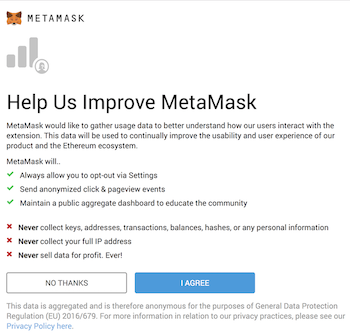 METAMASK
Help Us Improve MetaMask
MetaMask would like to gather usage data to better understand how our users interact with the
extension. This data will be used to continually improve the usability and user experience of our
product and the Ethereum ecosystem.
MetaMask will..
Always allow you to opt-out via Settings
Send anonymized click & pageview events
Maintain a public aggregate dashboard to educate the community
Never collect keys, addresses, transactions, balances, hashes, or any personal information
Never collect your full IP address
Never sell data for profit. Ever!
NO THANKS
I AGREE
This data is aggregated and is therefore anonymous for the purposes of General Data Protection
Regulation (EU) 2016/679. For more information in relation to our privacy practices, please see our
Privacy Policy here.